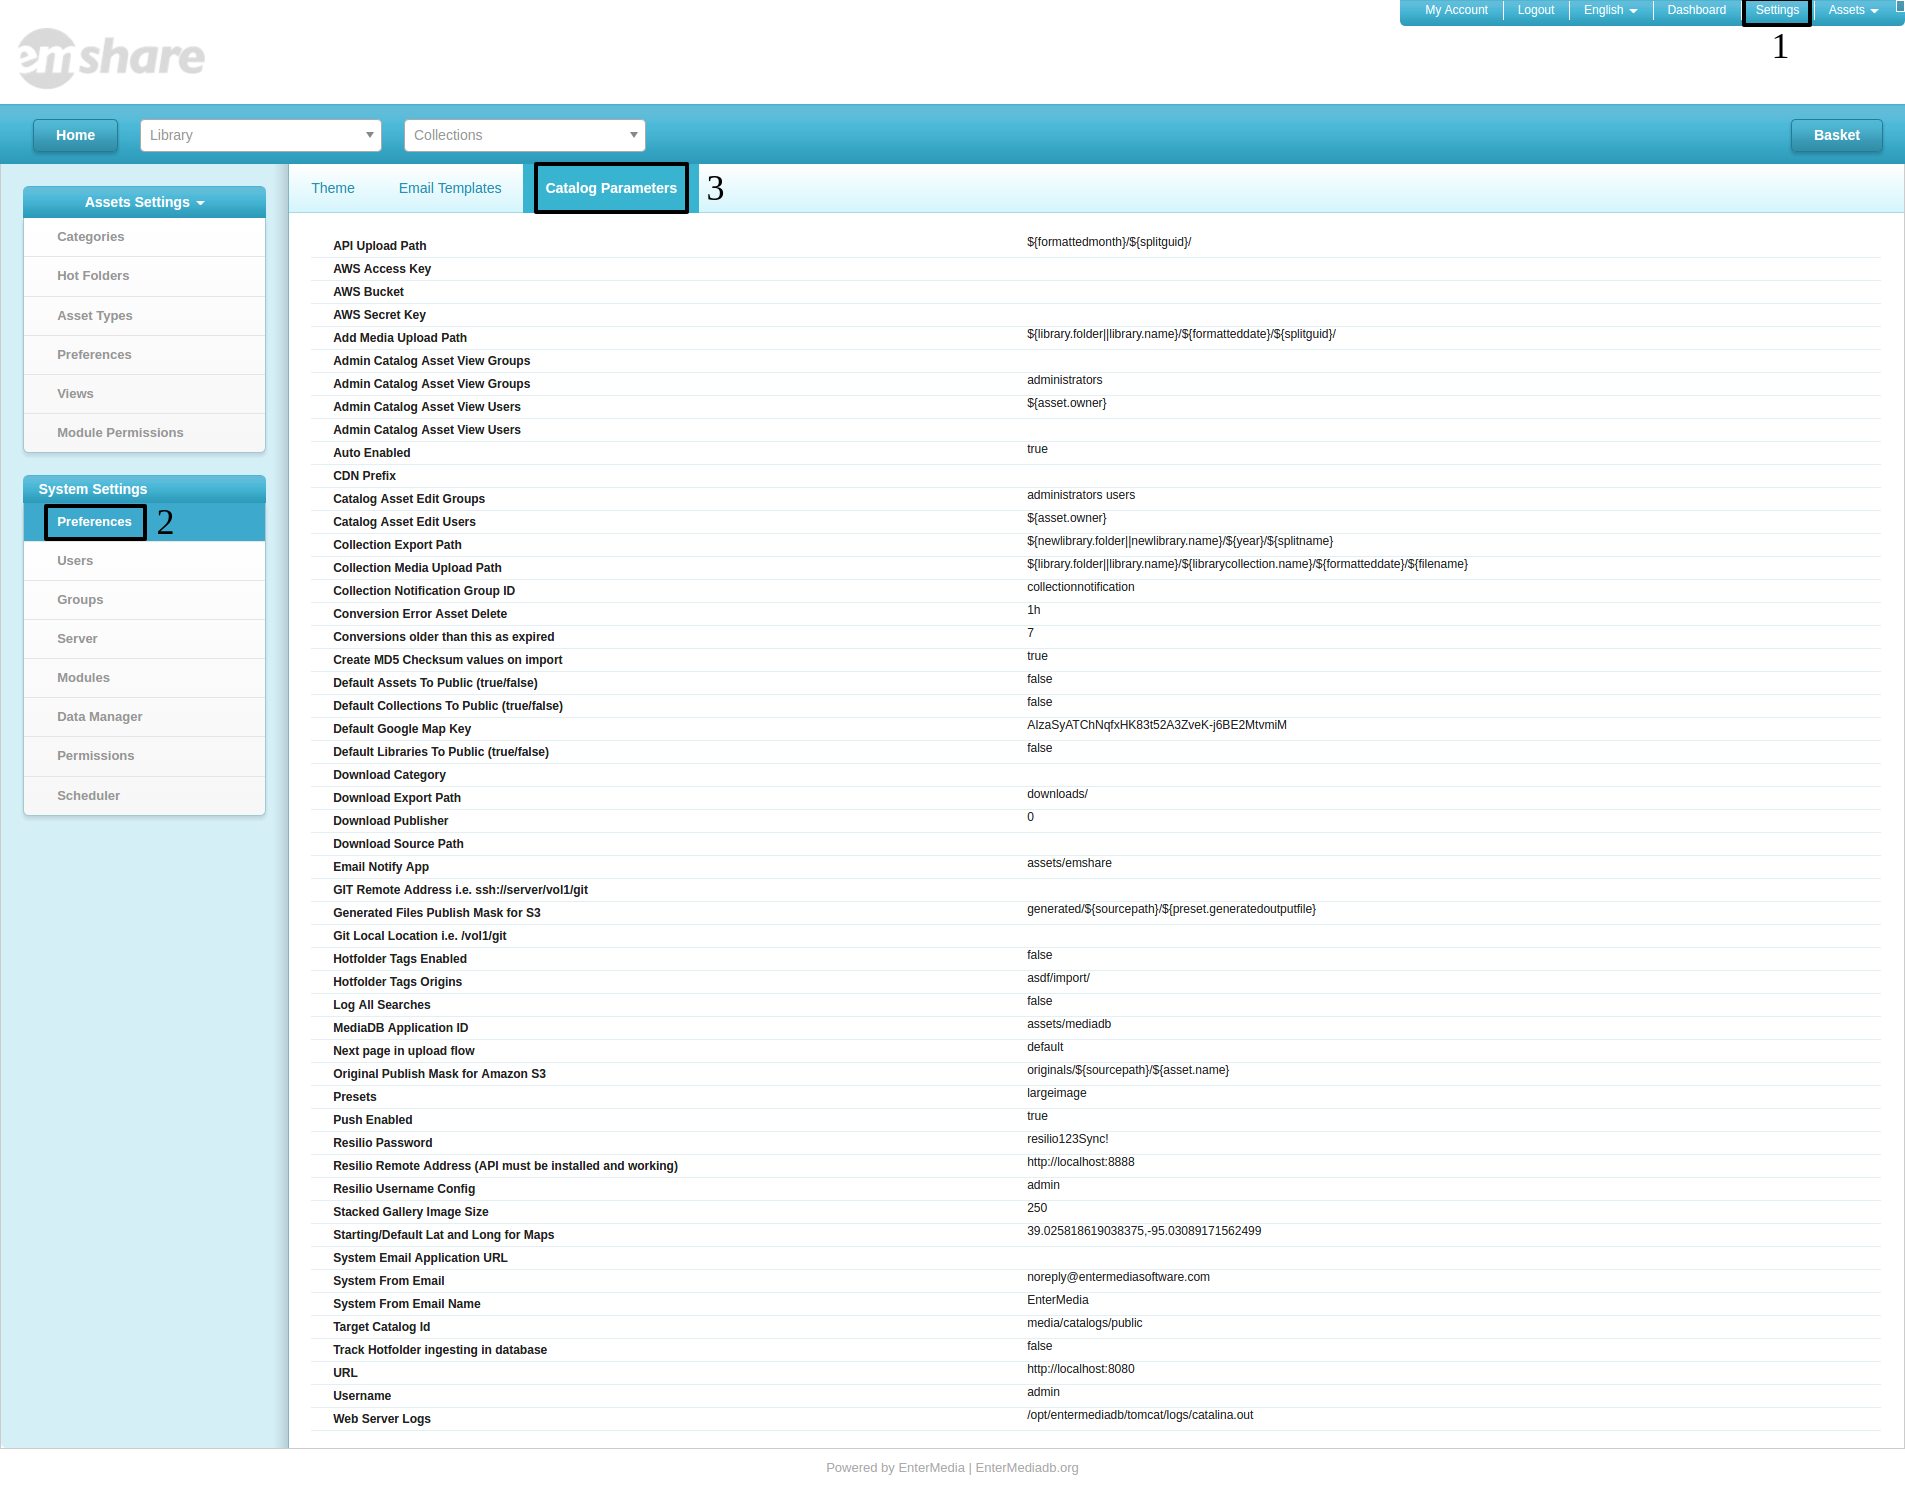 My Account Logout English Dashboard Settings Assets
1
emshare
Home Library Collections Basket
Theme Email Templates Catalog Parameters 3
Assets Settings
Categories
Hot Folders
Asset Types
Preferences
Views
Module Permissions
System Settings
Preferences 2
Users
Groups
Server
Modules
Data Manager
Permissions
Scheduler
API Upload Path ${formattedmonth}/${splitguid}/
AWS Access Key
AWS Bucket
AWS Secret Key
Add Media Upload Path ${library.folder||library.name}/${formatteddate}/${splitguid}/
Admin Catalog Asset View Groups
Admin Catalog Asset View Groups administrators
Admin Catalog Asset View Users ${asset.owner}
Admin Catalog Asset View Users
Auto Enabled true
CDN Prefix
Catalog Asset Edit Groups administrators users
Catalog Asset Edit Users ${asset.owner}
Collection Export Path ${newlibrary.folder||newlibrary.name}/${year}/${splitname}
Collection Media Upload Path ${library.folder||library.name}/${librarycollection.name}/${formatteddate}/${filename}
Collection Notification Group ID collectionnotification
Conversion Error Asset Delete 1h
Conversions older than this as expired 7
Create MD5 Checksum values on import true
Default Assets To Public (true/false) false
Default Collections To Public (true/false) false
Default Google Map Key AIzaSyATChNqfxHK83t52A3ZveK-j6BE2MtvmiM
Default Libraries To Public (true/false) false
Download Category
Download Export Path downloads/
Download Publisher 0
Download Source Path
Email Notify App assets/emshare
GIT Remote Address i.e. ssh://server/vol1/git
Generated Files Publish Mask for S3 generated/${sourcepath}/${preset.generatedoutputfile}
Git Local Location i.e. /vol1/git
Hotfolder Tags Enabled false
Hotfolder Tags Origins asdf/import/
Log All Searches false
MediaDB Application ID assets/mediadb
Next page in upload flow default
Original Publish Mask for Amazon S3 originals/${sourcepath}/${asset.name}
Presets largeimage
Push Enabled true
Resilio Password resilio123Sync!
Resilio Remote Address (API must be installed and working) http://localhost:8888
Resilio Username Config admin
Stacked Gallery Image Size 250
Starting/Default Lat and Long for Maps 39.025818619038375,-95.03089171562499
System Email Application URL
System From Email noreply@entermediasoftware.com
System From Email Name EnterMedia
Target Catalog Id media/catalogs/public
Track Hotfolder ingesting in database false
URL http://localhost:8080
Username admin
Web Server Logs /opt/entermediadb/tomcat/logs/catalina.out
Powered by EnterMedia | EnterMediadb.org